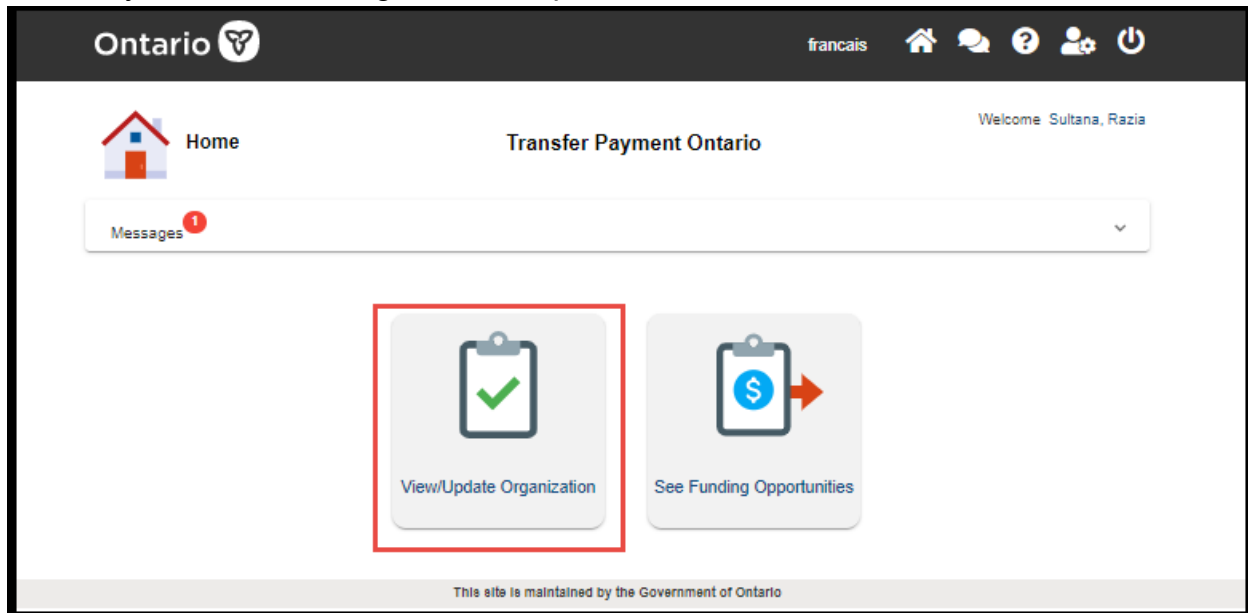 Ontario
francais
Home
Transfer Payment Ontario
Welcome Sultana, Razia
Messages 1
$
View/Update Organization
See Funding Opportunities
This site is maintained by the Government of Ontario